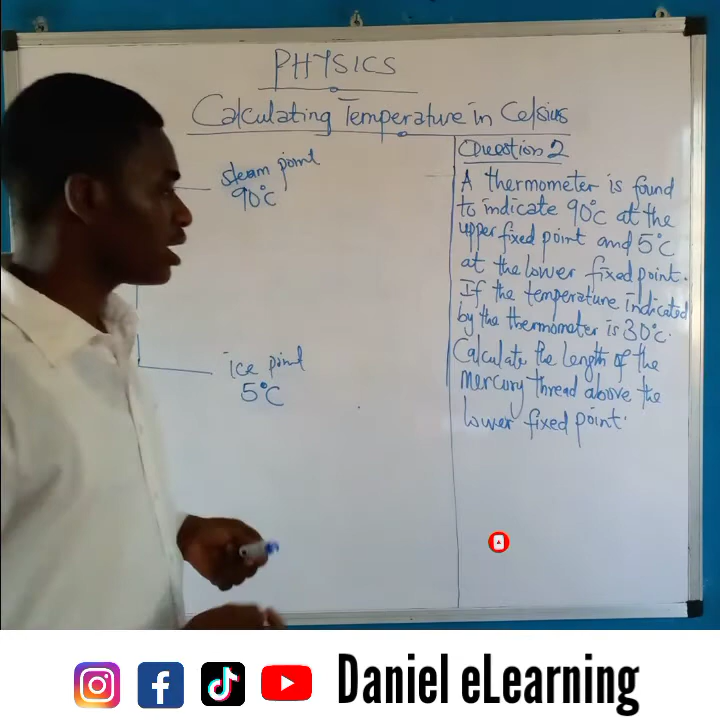 PHYSICS
Calculating Temperature in Celsius
steam point
90°C
ice point
5°C
Question 2
A thermometer is found
to indicate 90°C at the
upper fixed point and 5°C
at the lower fixed point.
If the temperature indicated
by the thermometer is 30°C.
Calculate the length of the
mercury thread above the
lower fixed point.
Daniel eLearning